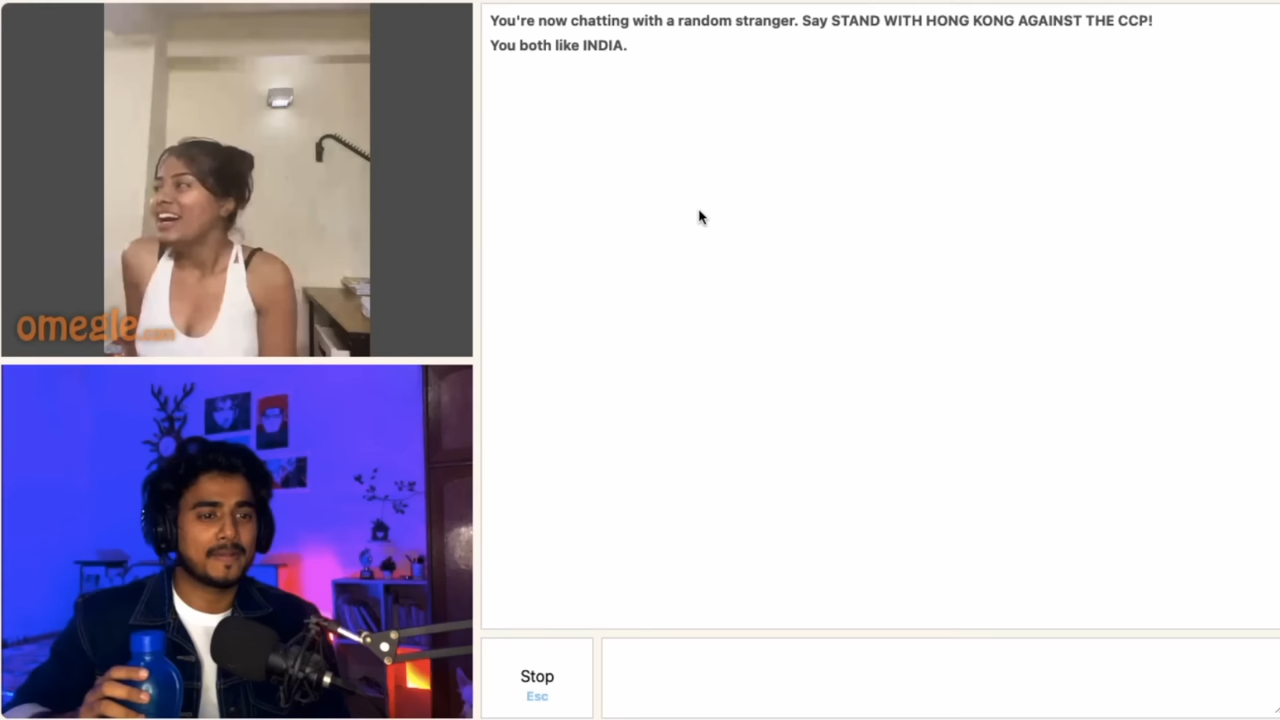 You're now chatting with a random stranger. Say STAND WITH HONG KONG AGAINST THE CCP!
You both like INDIA.
omegle.com
Stop
Esc